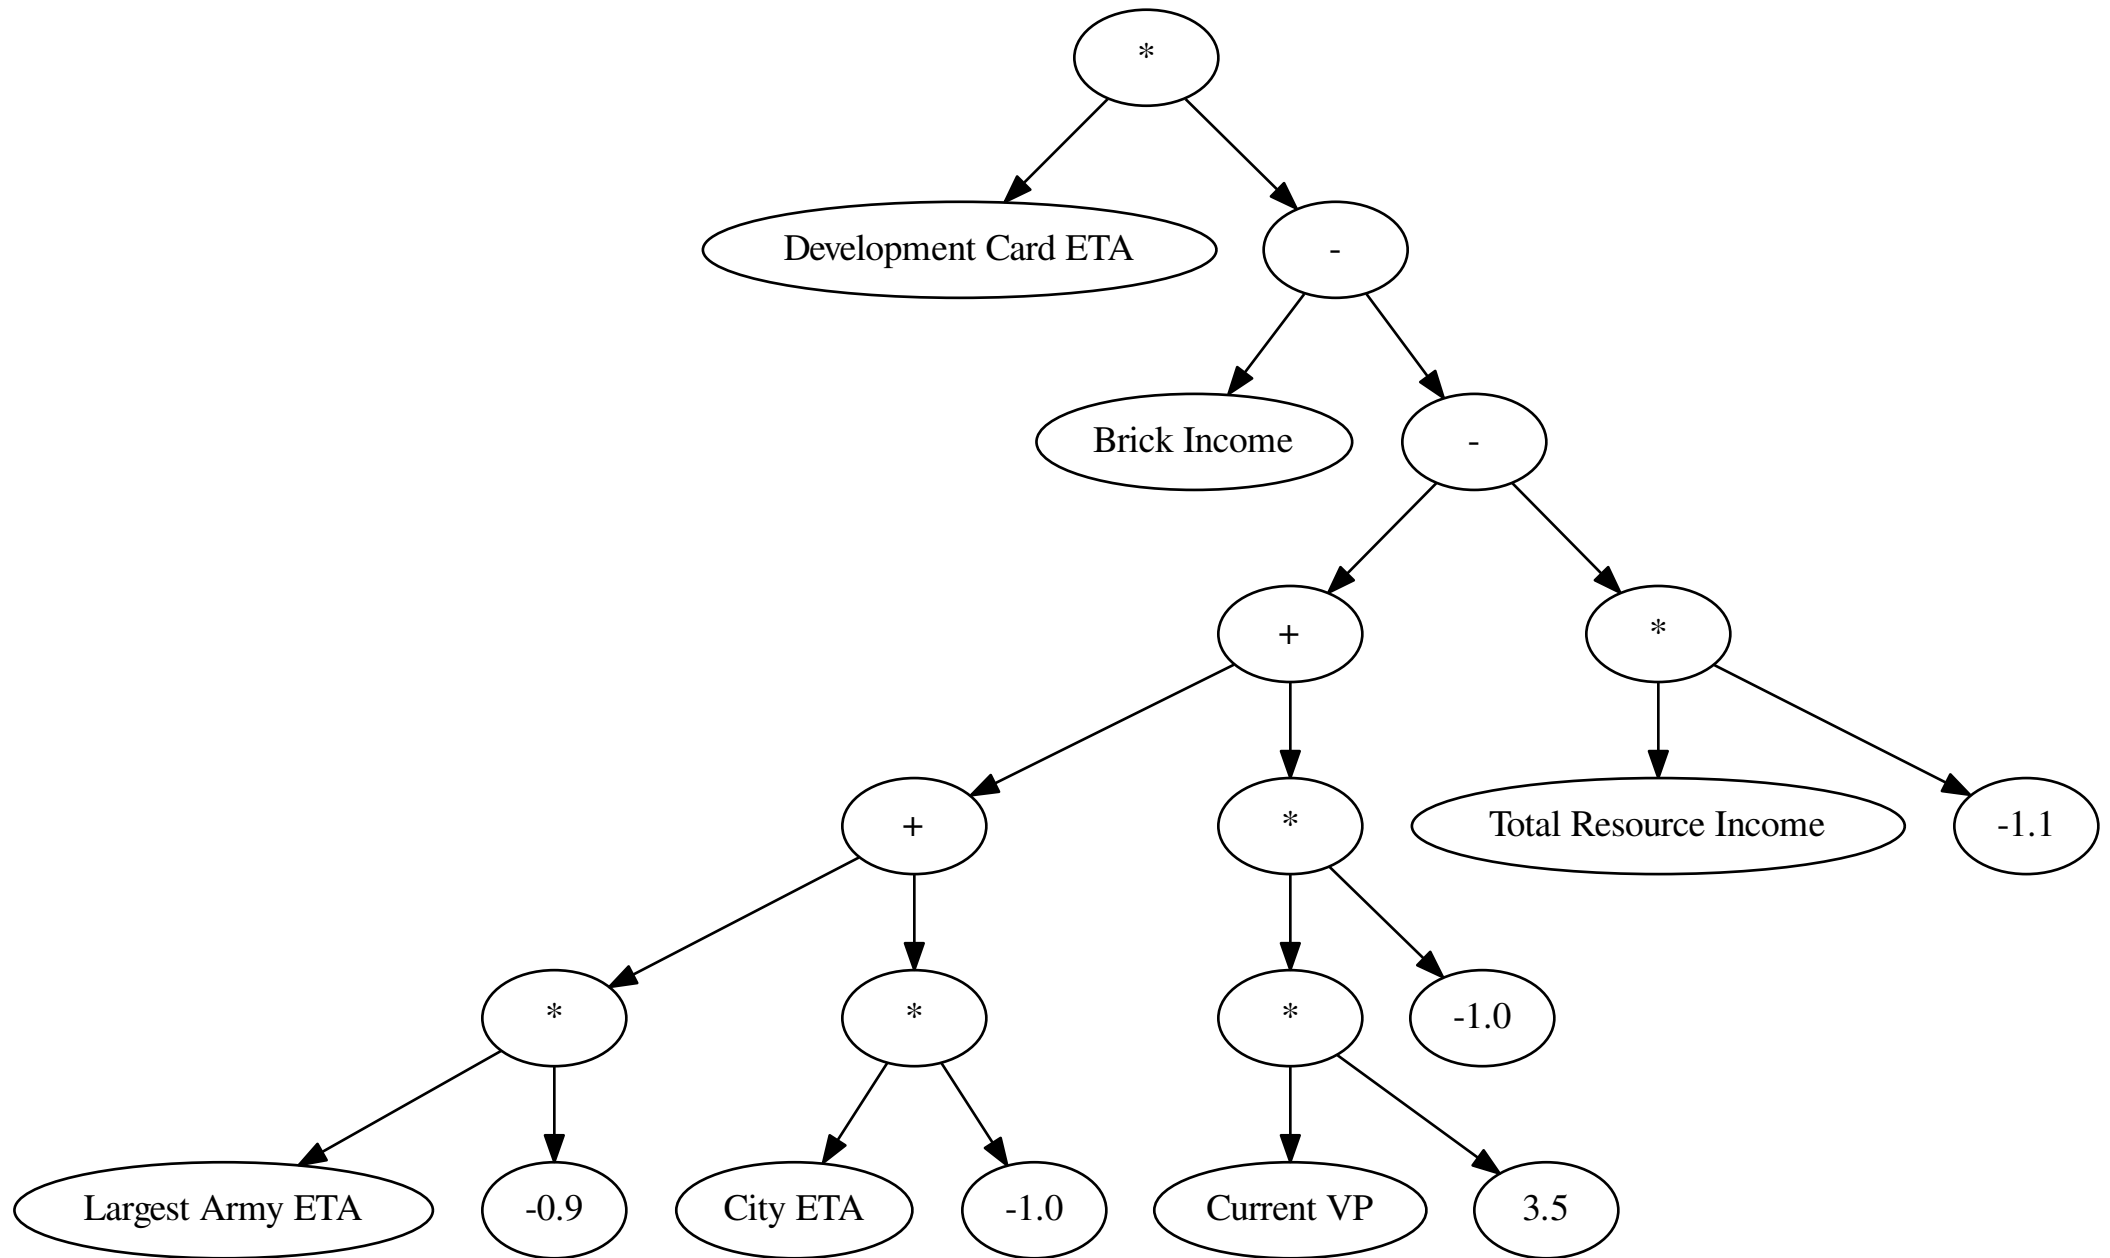 *
Development Card ETA
-
Brick Income
-
+
*
+
*
Total Resource Income
-1.1
*
*
*
-1.0
Largest Army ETA
-0.9
City ETA
-1.0
Current VP
3.5